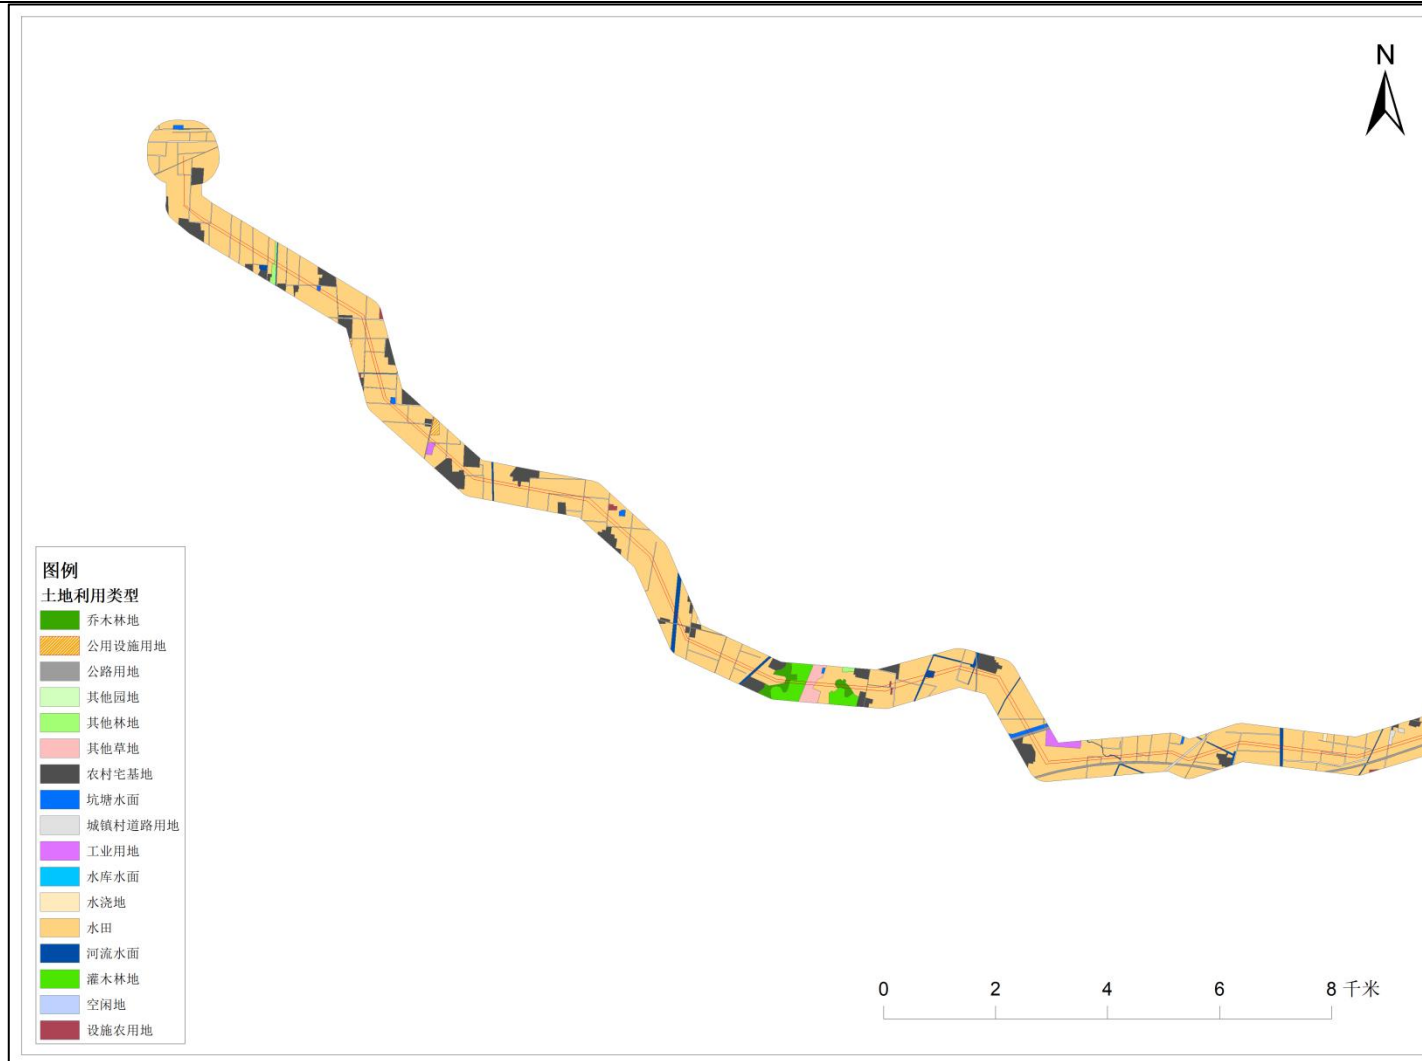 N
图例
土地利用类型
乔木林地
公用设施用地
公路用地
其他园地
其他林地
其他草地
农村宅基地
坑塘水面
城镇村道路用地
工业用地
水库水面
水浇地
水田
河流水面
灌木林地
空闲地
设施农用地
0 2 4 6 8 千米